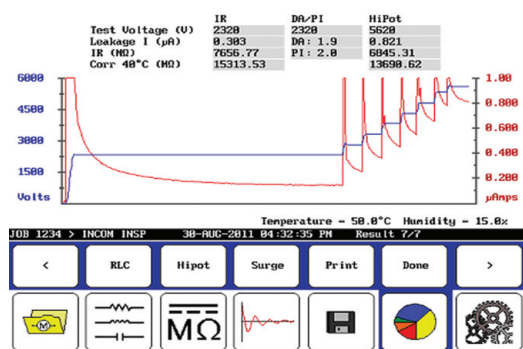 IR DA/PI HiPot
Test Voltage (V) 2320 2320 5620
Leakage I (µA) 0.303 DA: 1.9 0.821
IR (MΩ) 7656.77 PI: 2.0 6845.31
Corr 40°C (MΩ) 15313.53 13690.62
6000 1.00
4500 0.800
0.600
3000
0.400
1500
0.200
Volts µAmps
Temperature = 50.0°C Humidity = 15.0%
JOB 1234 > INCOM INSP 30-AUG-2011 04:32:35 PM Result 7/7
< RLC Hipot Surge Print Done >
-M-
MΩ